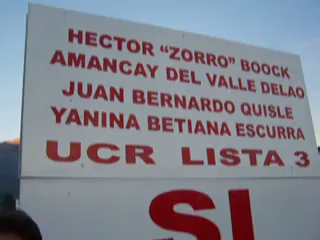 HECTOR "ZORRO" BOOCK
AMANCAY DEL VALLE DELAO
JUAN BERNARDO QUISLE
YANINA BETIANA ESCURRA
UCR LISTA 3
SI